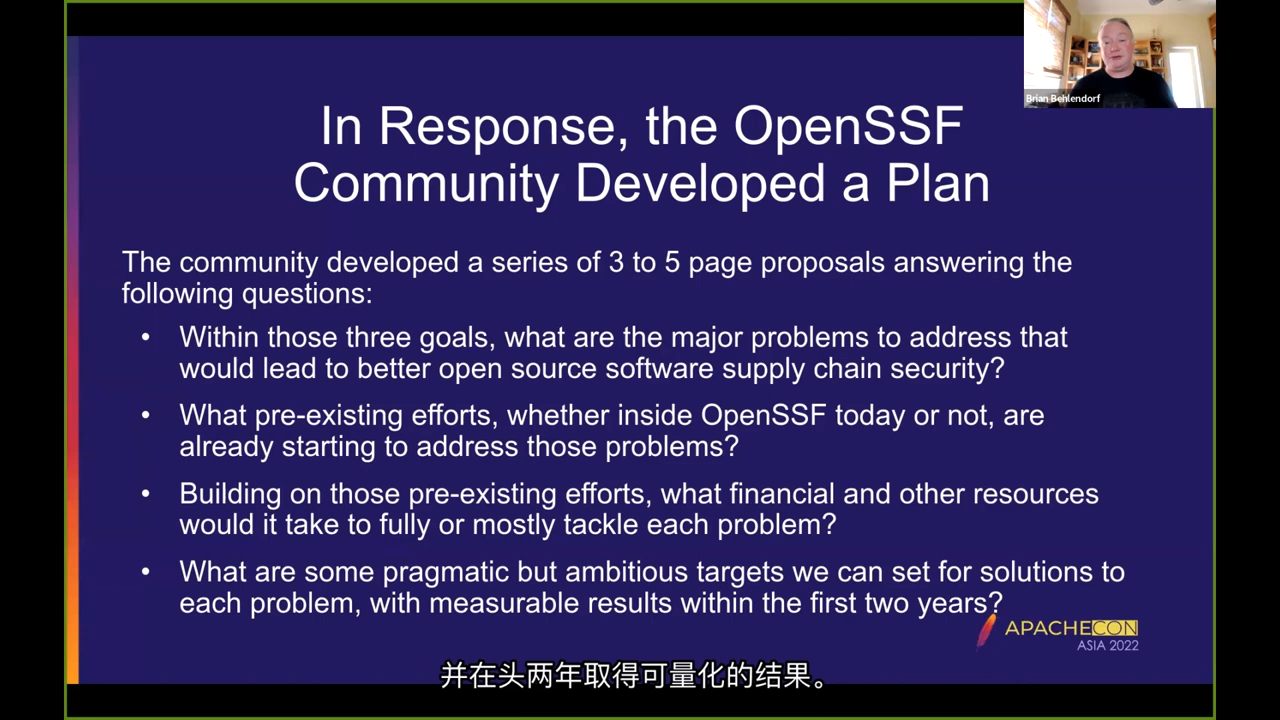 Brian Behlendorf
In Response, the OpenSSF
Community Developed a Plan
The community developed a series of 3 to 5 page proposals answering the
following questions:
• Within those three goals, what are the major problems to address that
would lead to better open source software supply chain security?
• What pre-existing efforts, whether inside OpenSSF today or not, are
already starting to address those problems?
• Building on those pre-existing efforts, what financial and other resources
would it take to fully or mostly tackle each problem?
• What are some pragmatic but ambitious targets we can set for solutions to
each problem, with measurable results within the first two years?
APACHECON
ASIA 2022
并在头两年取得可量化的结果。